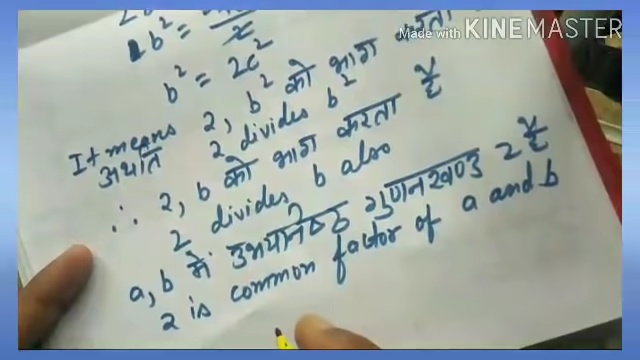 Made with KINEMASTER
b² =
b² = 2c²
It means 2, b² को भाग करता
अर्थात 2 divides b²
∴ 2, b को भाग करता है
2 divides b also
a, b में उभयनिष्ठ गुणनखण्ड 2 है
2 is common factor of a and b